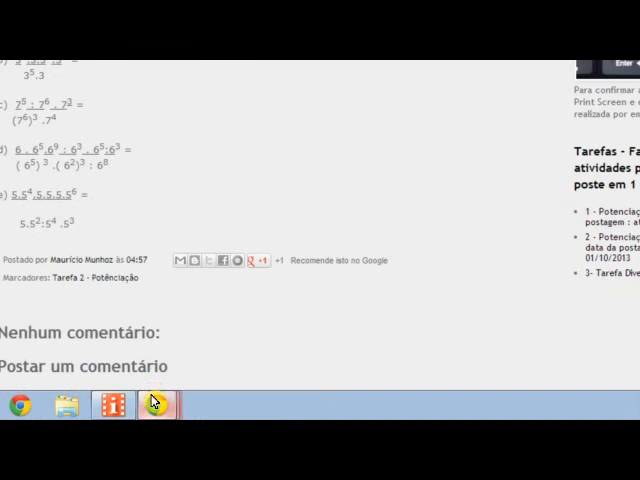 3⁵.3
c) 7⁵ : 7⁶ . 7³ =
(7⁶)³ .7⁴
d) 6 . 6⁵.6⁹ : 6³ . 6⁵:6³ =
( 6⁵) ³ .( 6²)³ : 6⁸
e) 5.5⁴.5.5.5.5⁶ =
5.5²:5⁴ .5³
Postado por Maurício Munhoz às 04:57
+1
+1 Recomende isto no Google
Marcadores: Tarefa 2 - Potênciação
Nenhum comentário:
Postar um comentário
Enter
Para confirmar a
Print Screen e
realizada por em
Tarefas - Fa
atividades p
poste em 1
1 - Potenciaç
postagem : at
2 - Potenciaç
data da posta
01/10/2013
3- Tarefa Dive